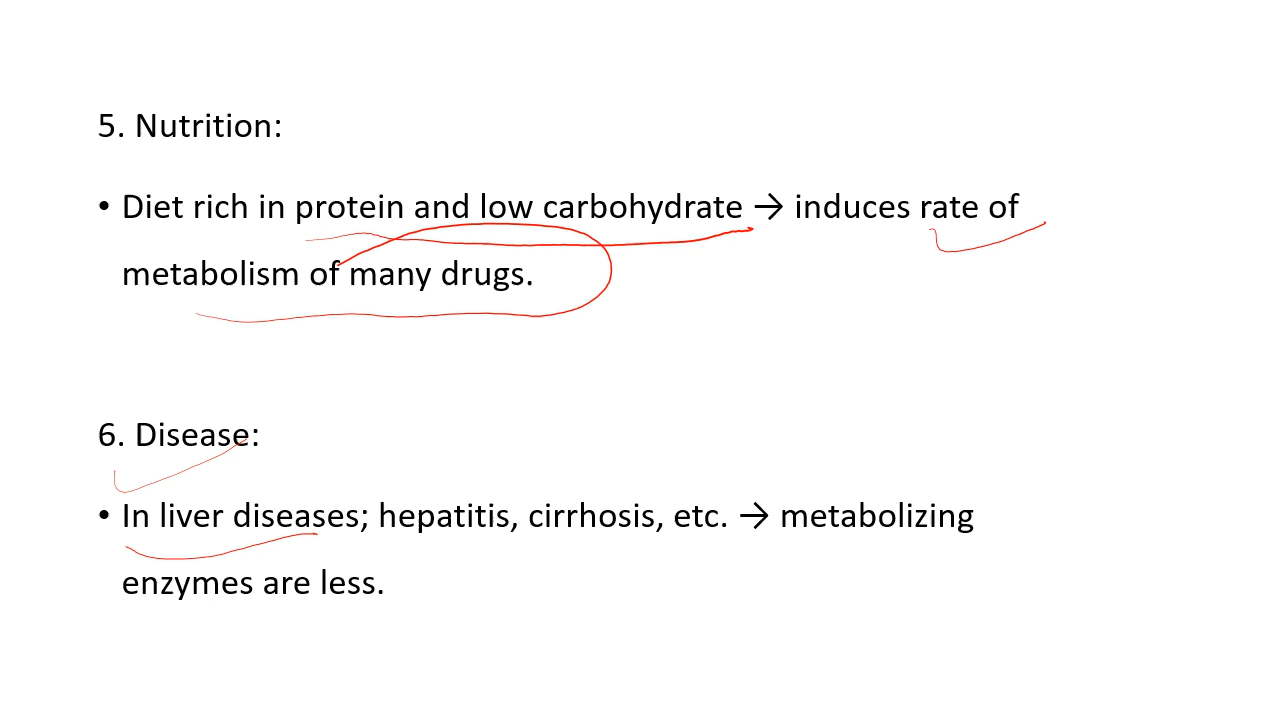 5. Nutrition:
• Diet rich in protein and low carbohydrate → induces rate of
metabolism of many drugs.
6. Disease:
• In liver diseases; hepatitis, cirrhosis, etc. → metabolizing
enzymes are less.